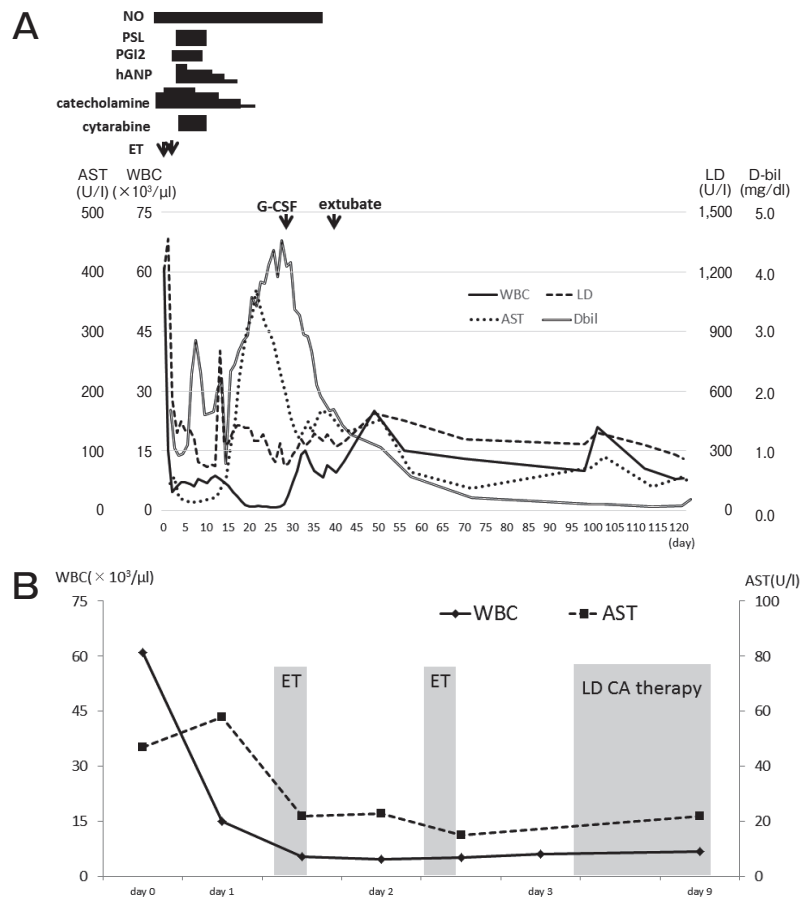 A
NO
PSL
PGI2
hANP
catecholamine
cytarabine
ET
AST WBC LD D-bil
(U/l) (×10³/μl) (U/l) (mg/dl)
G-CSF extubate
500 75 1,500 5.0
400 60 1,200 4.0
WBC LD
AST Dbil
300 45 900 3.0
200 30 600 2.0
100 15 300 1.0
0 0 0 0.0
0 5 10 15 20 25 30 35 40 45 50 55 60 65 70 75 80 85 90 95 100 105 110 115 120
(day)
B
WBC(×10³/μl) AST(U/l)
75 100
WBC AST
60 80
ET ET LD CA therapy
45 60
30 40
15 20
0 0
day 0 day 1 day 2 day 3 day 9